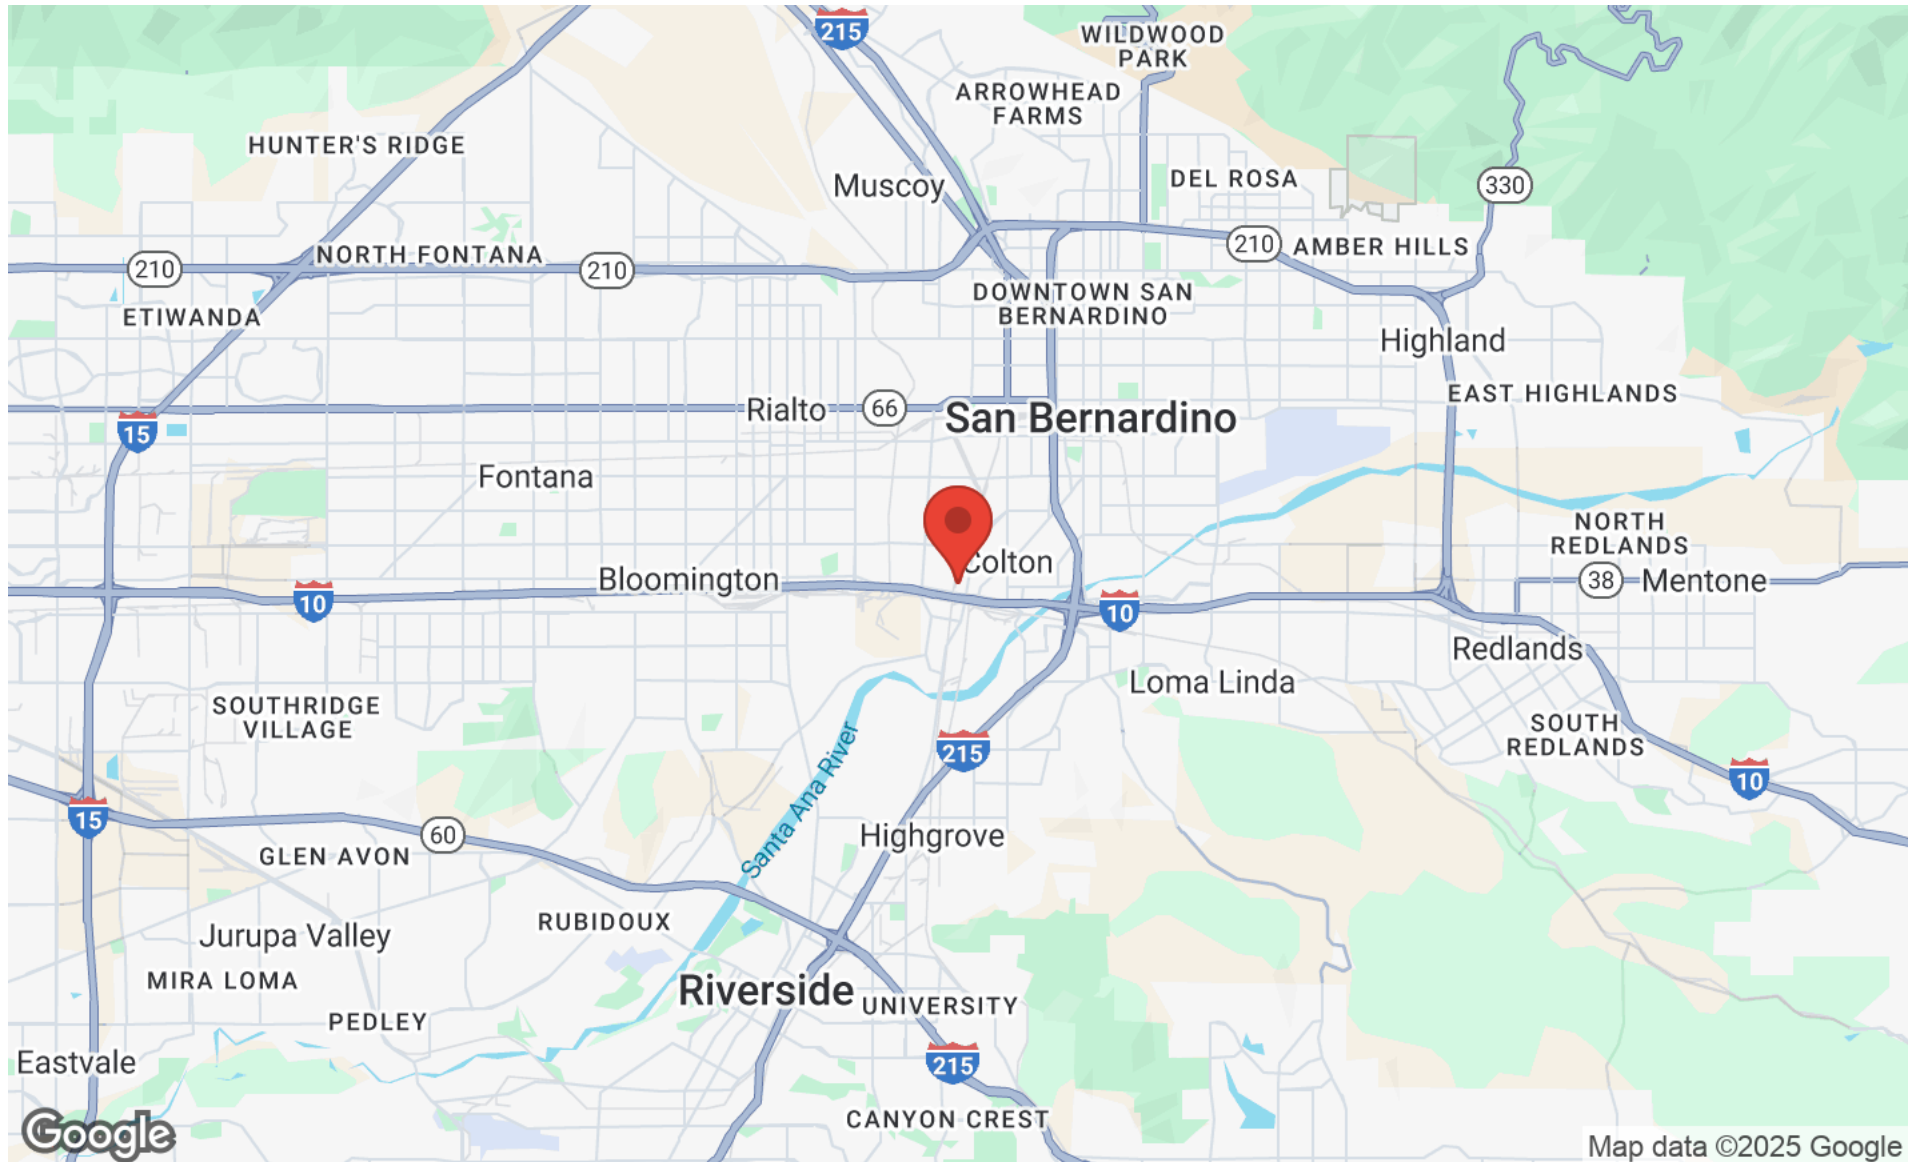 215
WILDWOOD
PARK
ARROWHEAD
FARMS
HUNTER'S RIDGE
Muscoy
DEL ROSA
330
NORTH FONTANA
210
210
210
AMBER HILLS
ETIWANDA
DOWNTOWN SAN
BERNARDINO
Highland
EAST HIGHLANDS
15
Rialto
66
San Bernardino
Fontana
NORTH
REDLANDS
Colton
Bloomington
10
10
38
Mentone
Redlands
Loma Linda
SOUTHRIDGE
VILLAGE
SOUTH
REDLANDS
215
10
Santa Ana River
15
60
Highgrove
GLEN AVON
RUBIDOUX
Jurupa Valley
MIRA LOMA
Riverside
UNIVERSITY
PEDLEY
Eastvale
215
CANYON CREST
Google
Map data ©2025 Google